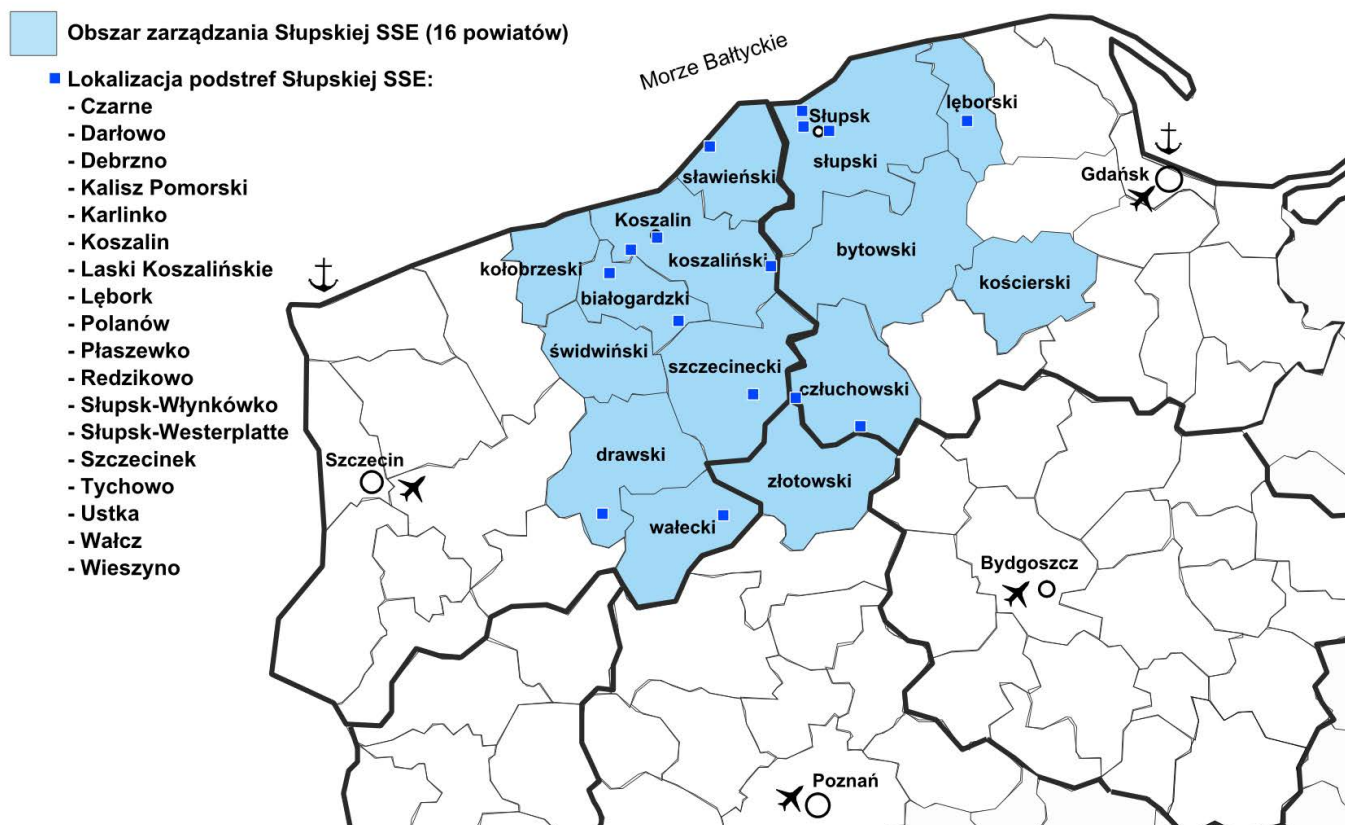 Obszar zarządzania Słupskiej SSE (16 powiatów)
Lokalizacja podstref Słupskiej SSE:
- Czarne
- Darłowo
- Debrzno
- Kalisz Pomorski
- Karlinko
- Koszalin
- Laski Koszalińskie
- Lębork
- Polanów
- Płaszewko
- Redzikowo
- Słupsk-Włynkówko
- Słupsk-Westerplatte
- Szczecinek
- Tychowo
- Ustka
- Wałcz
- Wieszyno
Morze Bałtyckie
lęborski
Słupsk
słupski
Gdańsk
sławieński
Koszalin
koszaliński
bytowski
kołobrzeski
kościerski
białogardzki
świdwiński
szczecinecki
człuchowski
drawski
Szczecin
złotowski
wałecki
Bydgoszcz
Poznań